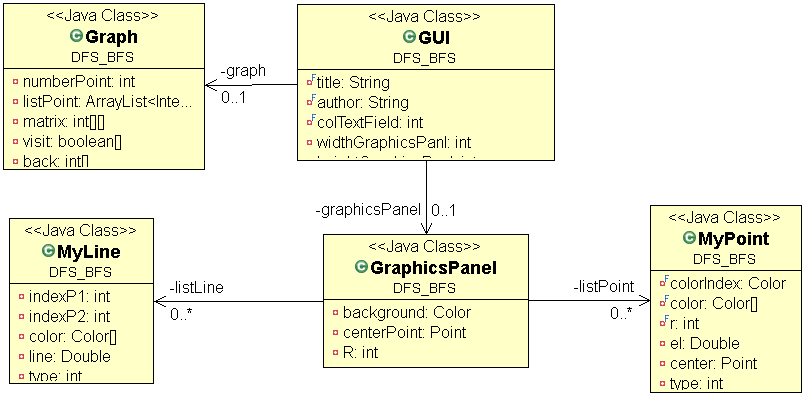 <<Java Class>>
Graph
DFS_BFS
numberPoint: int
listPoint: ArrayList<Inte...
matrix: int[][]
visit: boolean[]
back: int[]
-graph
0..1
<<Java Class>>
GUI
DFS_BFS
title: String
author: String
colTextField: int
widthGraphicsPanl: int
-graphicsPanel
0..1
<<Java Class>>
MyLine
DFS_BFS
indexP1: int
indexP2: int
color: Color[]
line: Double
type: int
-listLine
0..*
<<Java Class>>
GraphicsPanel
DFS_BFS
background: Color
centerPoint: Point
R: int
-listPoint
0..*
<<Java Class>>
MyPoint
DFS_BFS
colorIndex: Color
color: Color[]
r: int
el: Double
center: Point
type: int